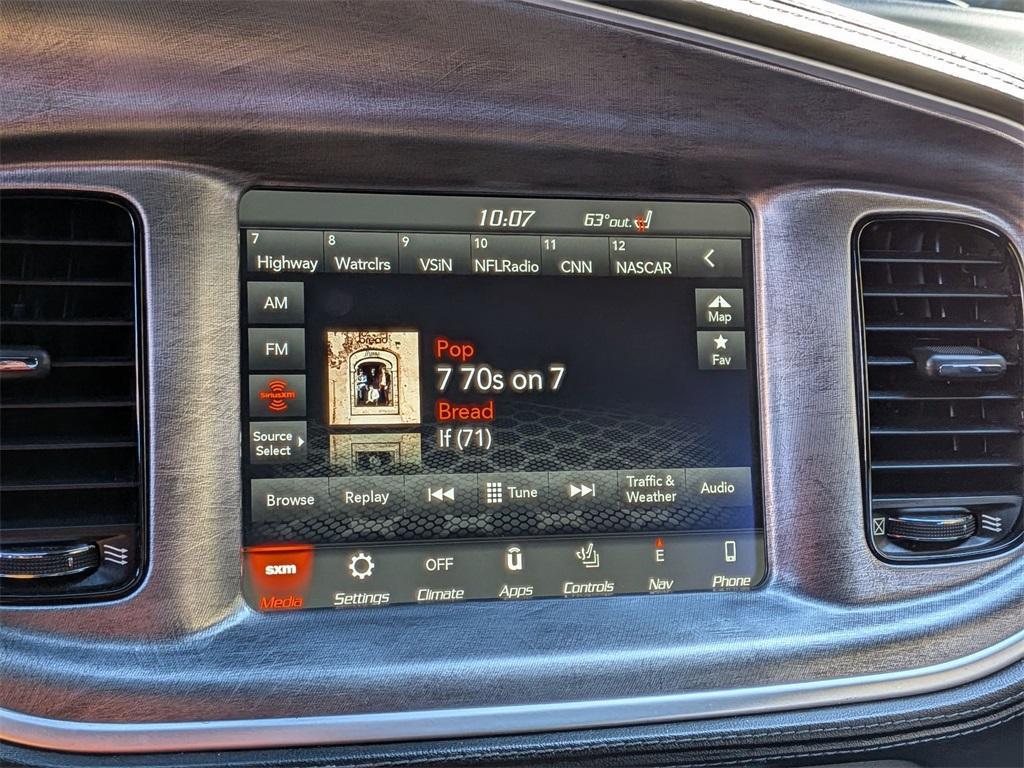 10:07
63°out.
7 Highway
8 Watrclrs
9 VSiN
10 NFLRadio
11 CNN
12 NASCAR
AM
FM
SiriusXM
Source
Select
Map
Fav
bread
Pop
7 70s on 7
Bread
If (71)
Browse
Replay
Tune
Traffic &
Weather
Audio
sxm
Media
Settings
OFF
Climate
ū
Apps
Controls
E
Nav
Phone